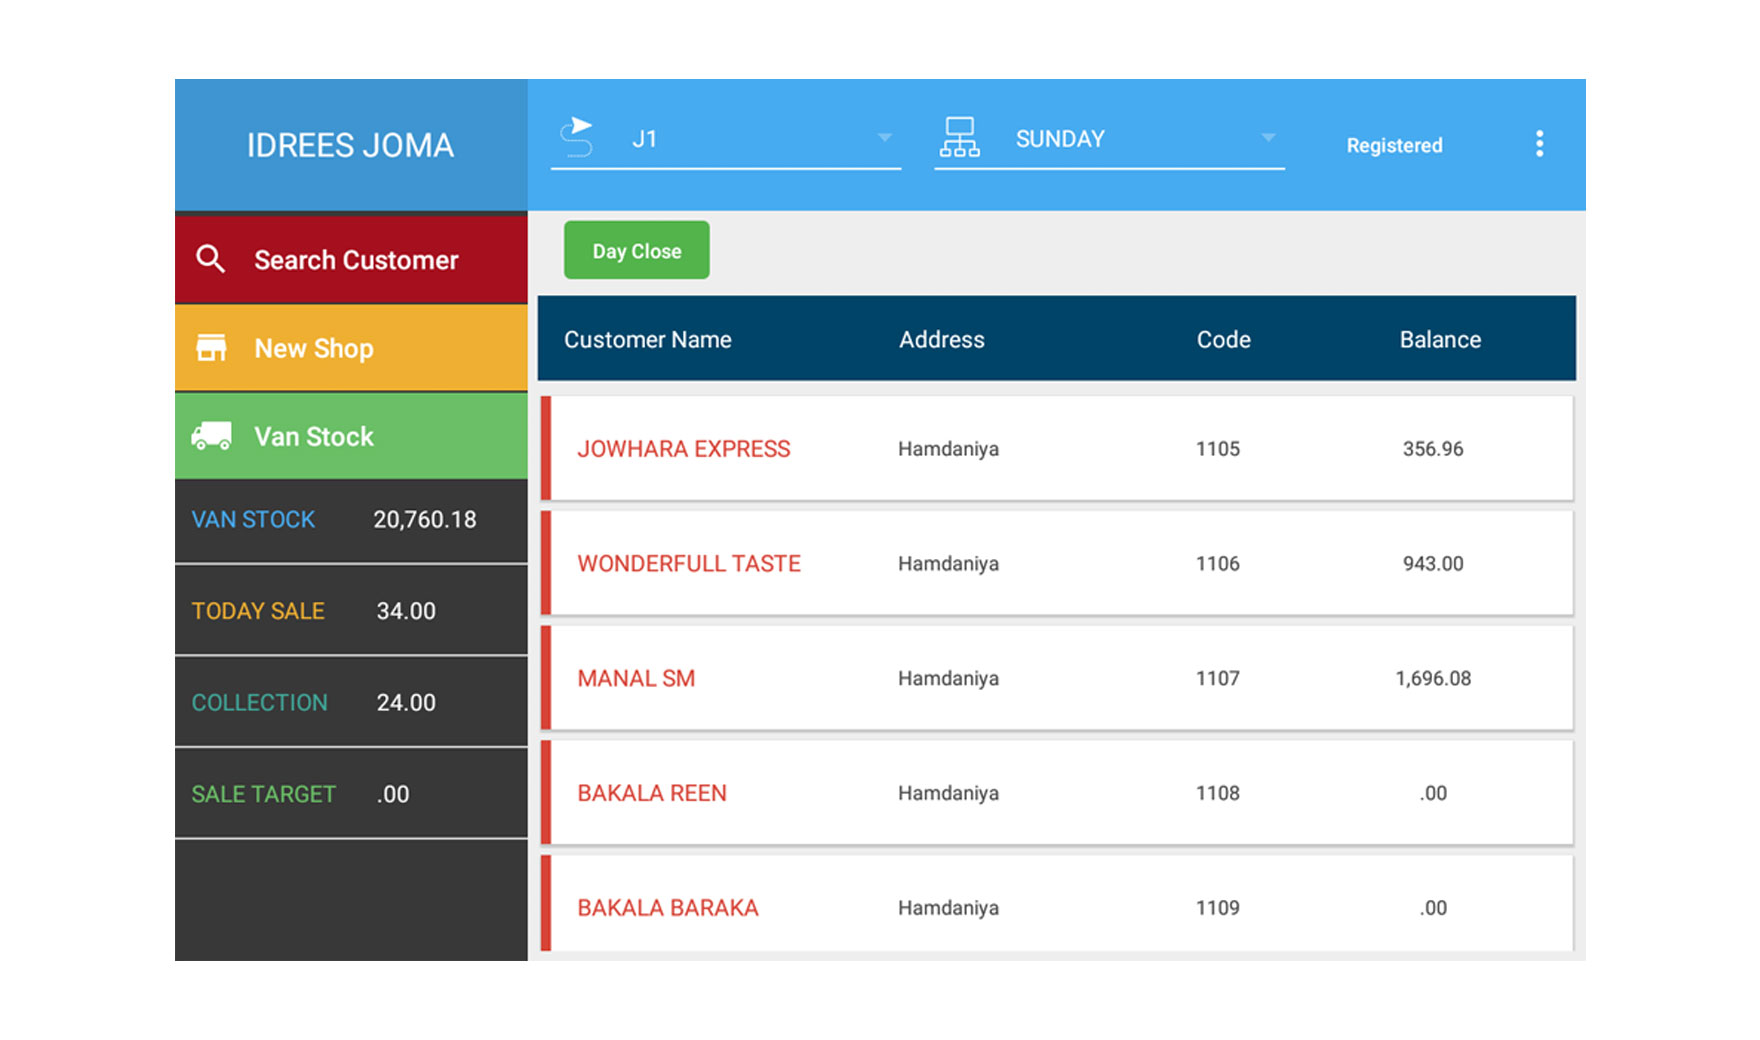 IDREES JOMA
J1
SUNDAY
Registered
Search Customer
New Shop
Van Stock
VAN STOCK 20,760.18
TODAY SALE 34.00
COLLECTION 24.00
SALE TARGET .00
Day Close
Customer Name Address Code Balance
JOWHARA EXPRESS Hamdaniya 1105 356.96
WONDERFULL TASTE Hamdaniya 1106 943.00
MANAL SM Hamdaniya 1107 1,696.08
BAKALA REEN Hamdaniya 1108 .00
BAKALA BARAKA Hamdaniya 1109 .00